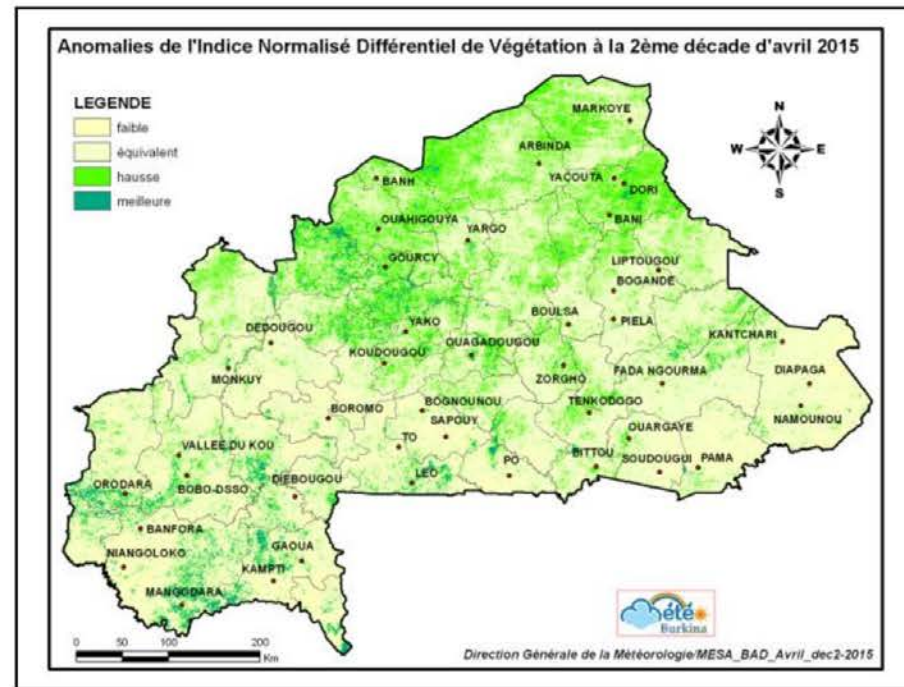 Anomalies de l'Indice Normalisé Différentiel de Végétation à la 2ème décade d'avril 2015
LEGENDE
faible
équivalent
hausse
meilleure
N
W E
S
MARKOYE
ARBINDA
YACOUTA
DORI
BANH
BANI
OUAHIGOUYA
YARGO
GOURCY
LIPTOUGOU
BOGANDE
BOULSA
PIELA
YAKO
DEDOUGOU
OUAGADOUGOU
KANTCHARI
KOUDOUGOU
ZORGHO
FADA NGOURMA
DIAPAGA
MONKUY
BOGNOUNOU
TENKODOGO
BOROMO
SAPOUY
NAMOUNOU
OUARGAYE
TO
VALLEE DU KOU
BITTOU
SOUDOUGUI
PAMA
PO
LEO
DIEBOUGOU
ORODARA
BOBO-DSSO
BANFORA
GAOUA
NIANGOLOKO
KAMPTI
MANGODARA
0 50 100 200
Km
été
Burkina
Direction Générale de la Météorologie/MESA_BAD_Avril_dec2-2015